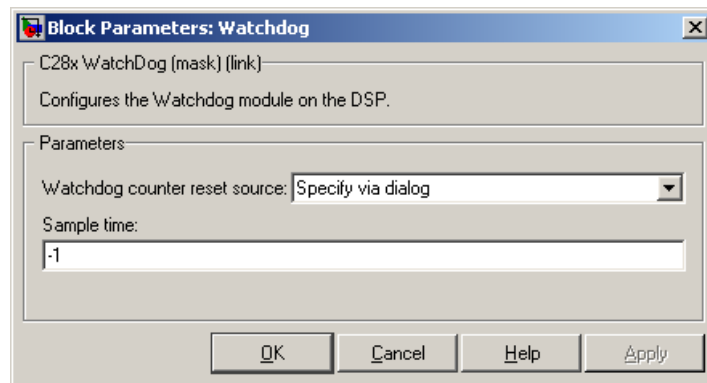 Block Parameters: Watchdog
C28x WatchDog (mask) (link)
Configures the Watchdog module on the DSP.
Parameters
Watchdog counter reset source: Specify via dialog
Sample time:
-1
OK Cancel Help Apply